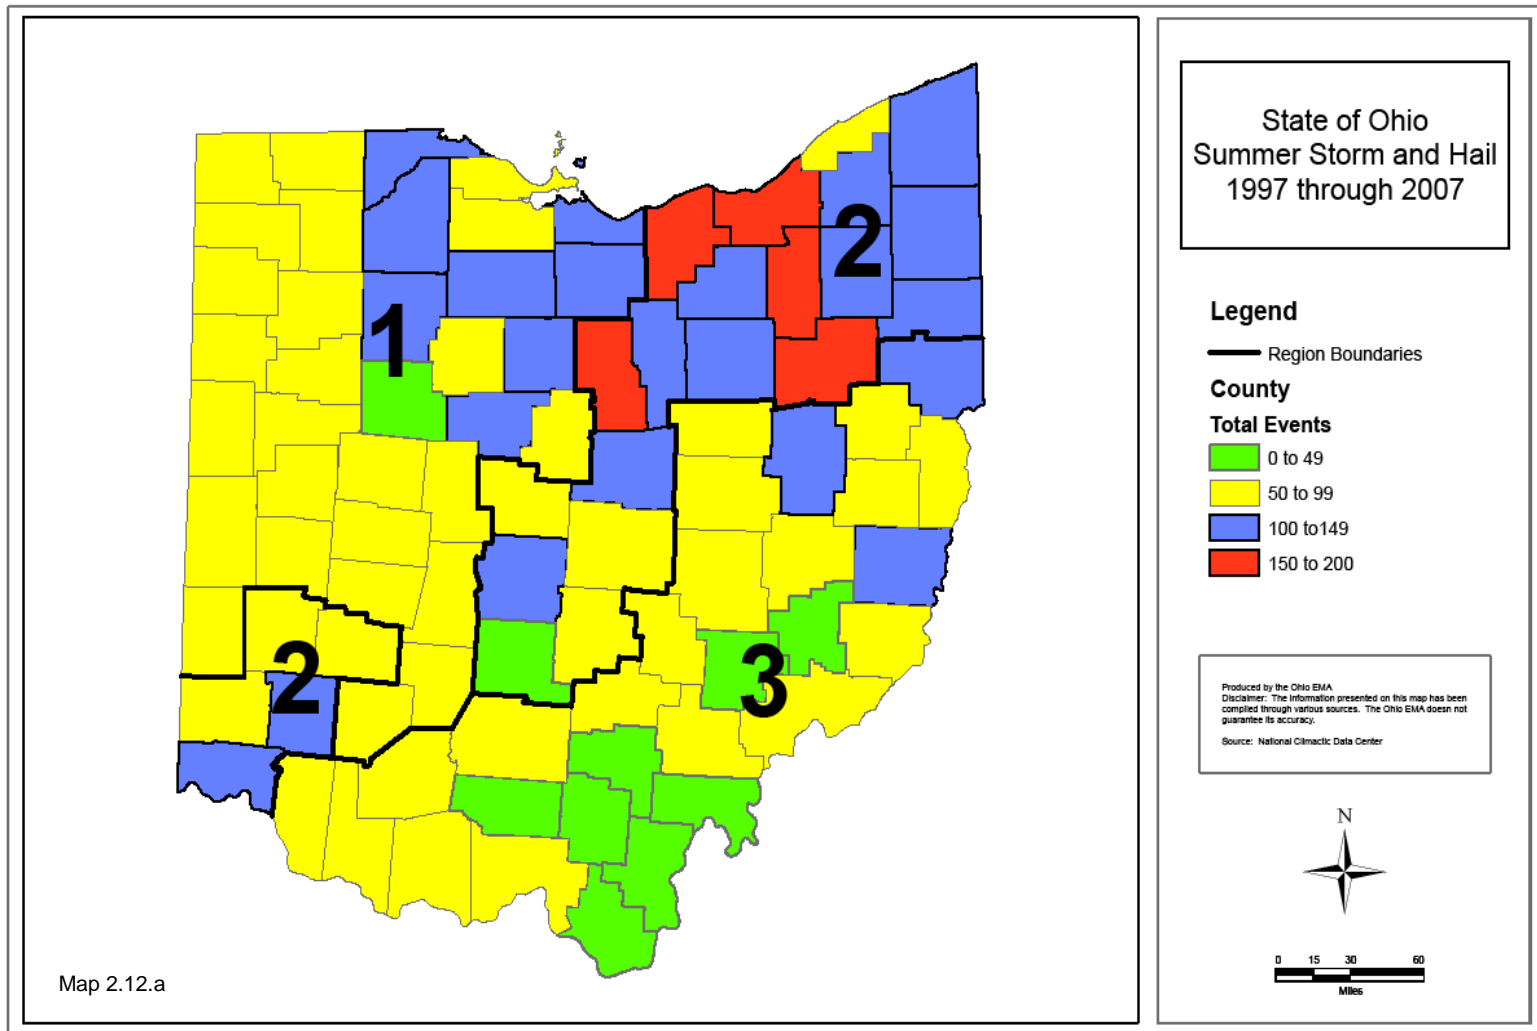 State of Ohio
Summer Storm and Hail
1997 through 2007
Legend
Region Boundaries
County
Total Events
0 to 49
50 to 99
100 to149
150 to 200
1
2
2
3
Produced by the Ohio EMA
Disclaimer: The information presented on this map has been
compiled through various sources. The Ohio EMA doesn not
guarantee its accuracy.
Source: National Climactic Data Center
N
0 15 30 60
Miles
Map 2.12.a